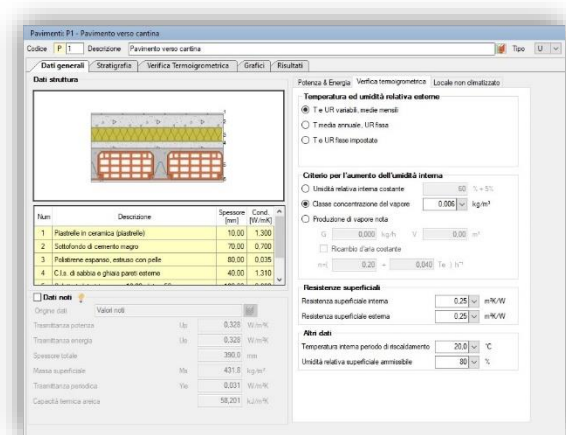 Pavimenti: P1 - Pavimento verso cantina
Codice P 1 Descrizione Pavimento verso cantina Tipo U
Dati generali Stratigrafia Verifica Termoigrometrica Grafici Risultati
Dati struttura
Num Descrizione Spessore [mm] Cond. [W/mK]
1 Piastrelle in ceramica (piastrelle) 10,00 1,300
2 Sottofondo di cemento magro 70,00 0,700
3 Polistirene espanso, estruso con pelle 80,00 0,035
4 C.l.s. di sabbia e ghiaia pareti esterne 40,00 1,310
Dati noti
Origine dati Valori noti
Trasmittanza potenza Up 0,328 W/m²K
Trasmittanza energia Ue 0,328 W/m²K
Spessore totale 390,0 mm
Massa superficiale Ms 431,8 kg/m²
Trasmittanza periodica Yie 0,031 W/m²K
Capacità termica areica 58,201 kJ/m²K
Potenza & Energia Verifica termoigrometrica Locale non climatizzato
Temperatura ed umidità relativa esterne
T e UR variabili, medie mensili
T media annuale, UR fissa
T e UR fisse impostate
Criterio per l'aumento dell'umidità interna
Umidità relativa interna costante 60 % + 5%
Classe concentrazione del vapore 0,006 kg/m³
Produzione di vapore nota
G 0,000 kg/h V 0,00 m³
Ricambio d'aria costante
n=( 0,20 + 0,040 Te ) h⁻¹
Resistenze superficiali
Resistenza superficiale interna 0,25 m²K/W
Resistenza superficiale esterna 0,25 m²K/W
Altri dati
Temperatura interna periodo di riscaldamento 20,0 °C
Umidità relativa superficiale ammissibile 80 %